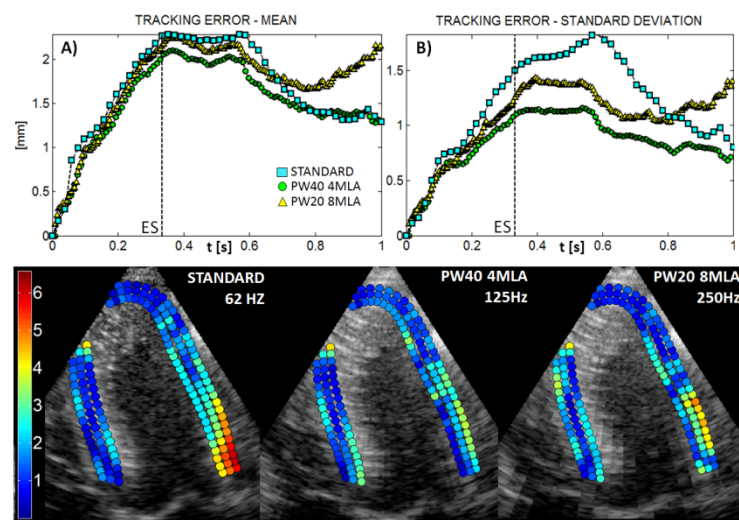 TRACKING ERROR - MEAN
TRACKING ERROR - STANDARD DEVIATION
A)
B)
2
1.5
1
0.5
0
[mm]
STANDARD
PW40 4MLA
PW20 8MLA
ES
0 0.2 0.4 0.6 0.8 1
t [s]
1.5
1
0.5
0
ES
0 0.2 0.4 0.6 0.8 1
t [s]
STANDARD
62 HZ
PW40 4MLA
125Hz
PW20 8MLA
250Hz
6
5
4
3
2
1